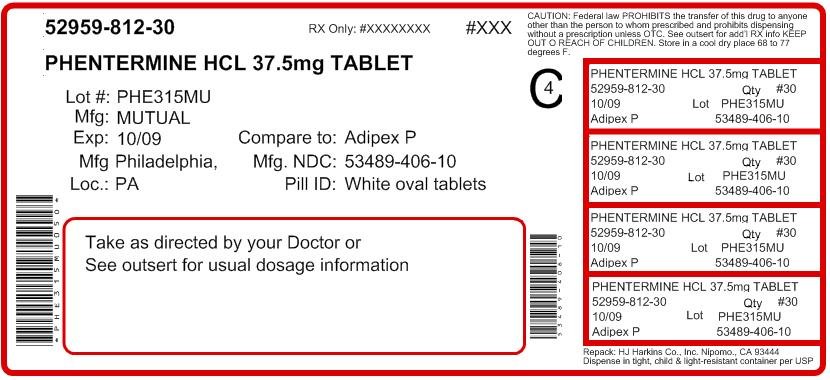 52959-812-30 RX Only: #XXXXXXXX #XXX
PHENTERMINE HCL 37.5mg TABLET
Lot #: PHE315MU
Mfg: MUTUAL
Exp: 10/09 Compare to: Adipex P
Mfg Philadelphia, Mfg. NDC: 53489-406-10
Loc.: PA Pill ID: White oval tablets
Take as directed by your Doctor or
See outsert for usual dosage information
CAUTION: Federal law PROHIBITS the transfer of this drug to anyone
other than the person to whom prescribed and prohibits dispensing
without a prescription unless OTC. See outsert for add'l RX info KEEP
OUT O REACH OF CHILDREN. Store in a cool dry place 68 to 77
degrees F.
C4
PHENTERMINE HCL 37.5mg TABLET
52959-812-30 Qty #30
10/09 Lot PHE315MU
Adipex P 53489-406-10
PHENTERMINE HCL 37.5mg TABLET
52959-812-30 Qty #30
10/09 Lot PHE315MU
Adipex P 53489-406-10
PHENTERMINE HCL 37.5mg TABLET
52959-812-30 Qty #30
10/09 Lot PHE315MU
Adipex P 53489-406-10
PHENTERMINE HCL 37.5mg TABLET
52959-812-30 Qty #30
10/09 Lot PHE315MU
Adipex P 53489-406-10
Repack: HJ Harkins Co., Inc. Nipomo., CA 93444
Dispense in tight, child & light-resistant container per USP